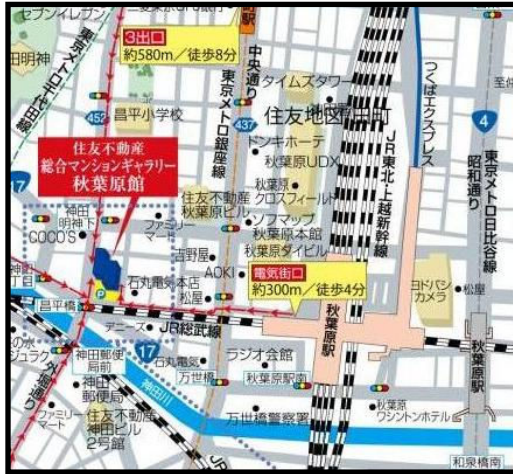 セブンイレブン
3出口
約580m／徒歩8分
東京メトロ千代田線
中央通り
東京メトロ銀座線
昌平小学校
452
437
タイムズタワー
住友地区
ドンキホーテ
秋葉原UDX
秋葉原
クロスフィールド
つくばエクスプレス
JR東北・上越新幹線
4
昭和通り
東京メトロ日比谷線
住友不動産
総合マンションギャラリー
秋葉原館
17
神田
明神下
COCO'S
ファミリー
マート
住友不動産
秋葉原ビル
ソフマップ
秋葉原本館
秋葉原ダイビル
吉野屋
AOKI
石丸電気本店
松屋
電気街口
約300m／徒歩4分
ヨドバシ
カメラ
松屋
昌平橋
P
デニーズ
JR総武線
秋葉原駅
秋葉原駅
17
石丸電気
ラジオ会館
万世橋
秋葉原駅南
神田郵便
局前
神田
郵便局
外堀通り
神田川
ファミリー
マート
住友不動産
神田ビル
2号館
万世橋警察署
秋葉原
ワシントンホテル
和泉橋南